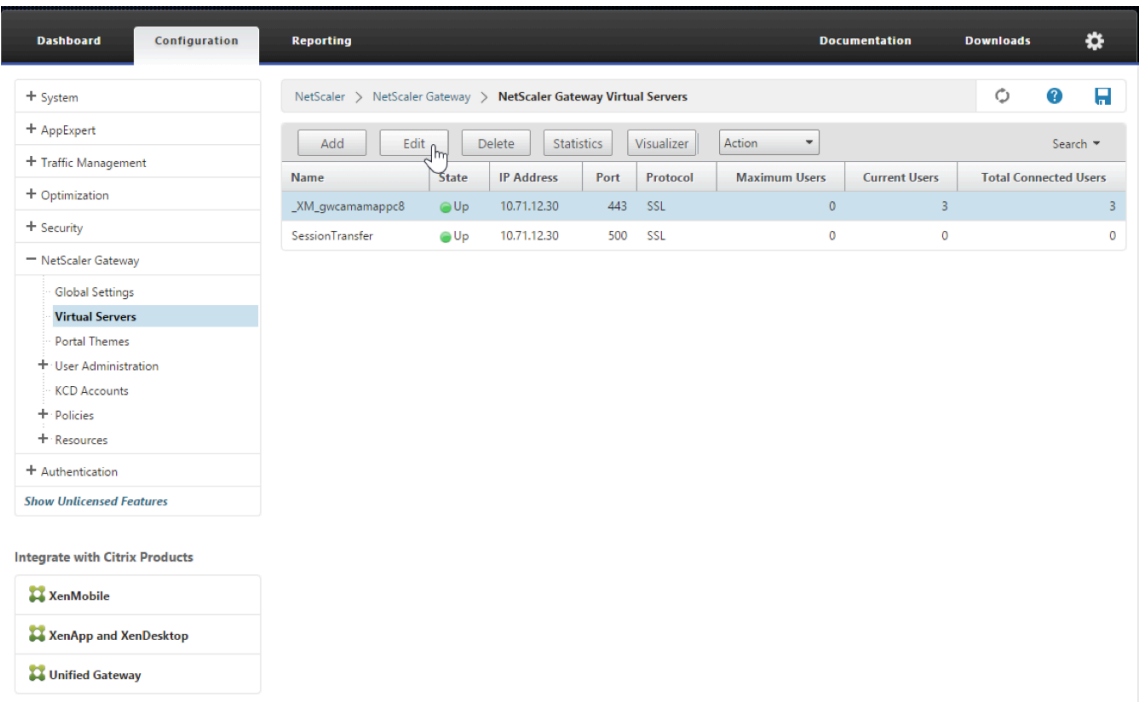 Dashboard Configuration Reporting Documentation Downloads
+ System
+ AppExpert
+ Traffic Management
+ Optimization
+ Security
− NetScaler Gateway
Global Settings
Virtual Servers
Portal Themes
+ User Administration
KCD Accounts
+ Policies
+ Resources
+ Authentication
Show Unlicensed Features
Integrate with Citrix Products
XenMobile
XenApp and XenDesktop
Unified Gateway
NetScaler > NetScaler Gateway > NetScaler Gateway Virtual Servers ?
Add Edit Delete Statistics Visualizer Action Search
Name State IP Address Port Protocol Maximum Users Current Users Total Connected Users
_XM_gwcamamappc8 Up 10.71.12.30 443 SSL 0 3 3
SessionTransfer Up 10.71.12.30 500 SSL 0 0 0